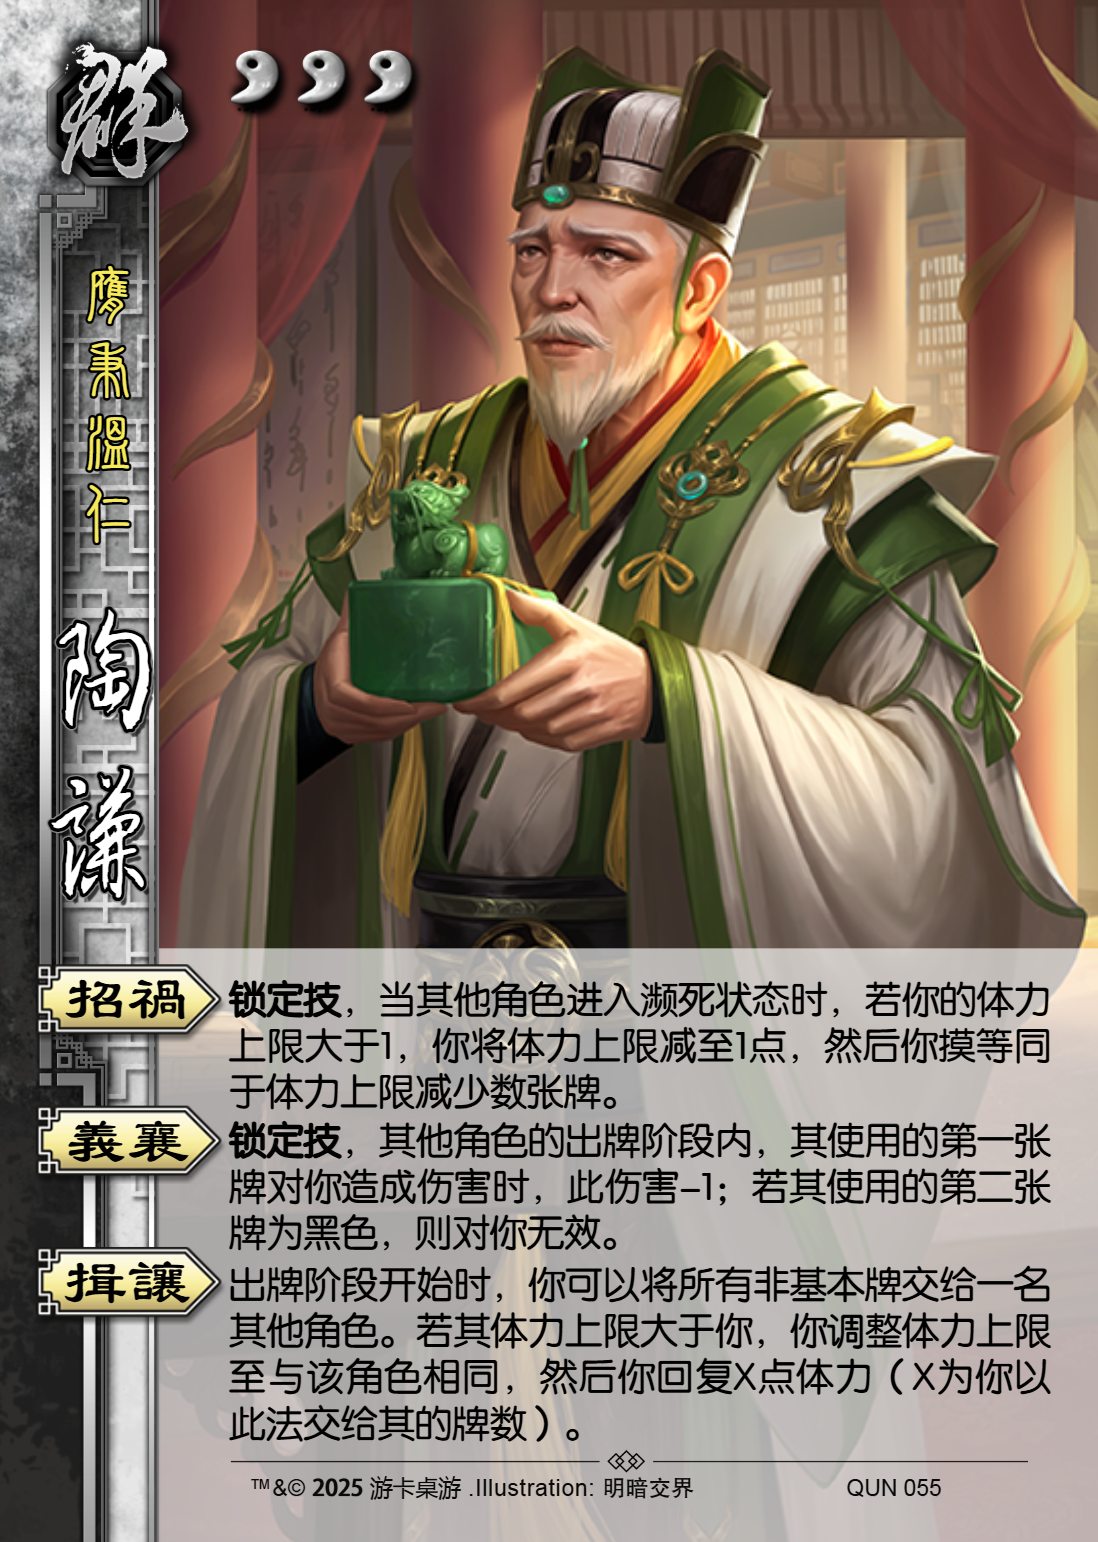 群
膺秉溫仁
陶謙
招禍
锁定技，当其他角色进入濒死状态时，若你的体力
上限大于1，你将体力上限减至1点，然后你摸等同
于体力上限减少数张牌。
義襄
锁定技，其他角色的出牌阶段内，其使用的第一张
牌对你造成伤害时，此伤害-1；若其使用的第二张
牌为黑色，则对你无效。
揖讓
出牌阶段开始时，你可以将所有非基本牌交给一名
其他角色。若其体力上限大于你，你调整体力上限
至与该角色相同，然后你回复X点体力（X为你以
此法交给其的牌数）。
™&© 2025 游卡桌游 .Illustration: 明暗交界
QUN 055